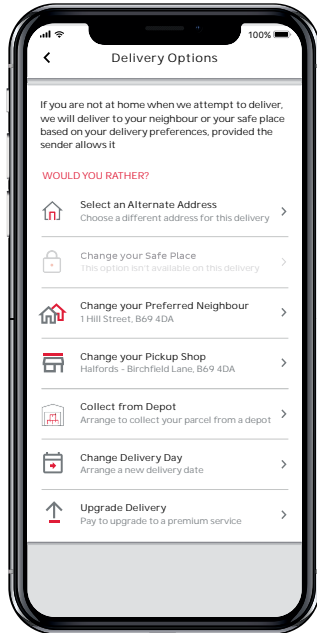 100%
Delivery Options
If you are not at home when we attempt to deliver,
we will deliver to your neighbour or your safe place
based on your delivery preferences, provided the
sender allows it
WOULD YOU RATHER?
Select an Alternate Address
Choose a different address for this delivery
Change your Safe Place
This option isn't available on this delivery
Change your Preferred Neighbour
1 Hill Street, B69 4DA
Change your Pickup Shop
Halfords - Birchfield Lane, B69 4DA
Collect from Depot
Arrange to collect your parcel from a depot
Change Delivery Day
Arrange a new delivery date
Upgrade Delivery
Pay to upgrade to a premium service